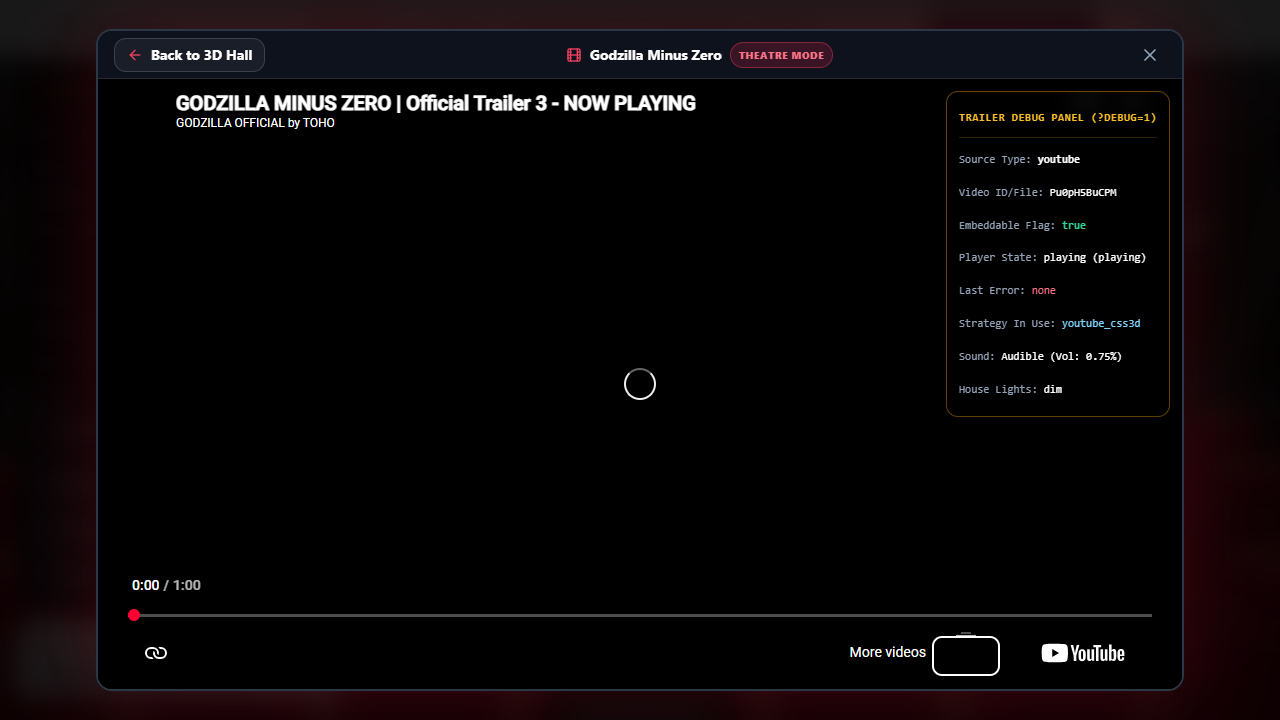 Back to 3D Hall
Godzilla Minus Zero
THEATRE MODE
GODZILLA MINUS ZERO | Official Trailer 3 - NOW PLAYING
GODZILLA OFFICIAL by TOHO
TRAILER DEBUG PANEL (?DEBUG=1)
Source Type: youtube
Video ID/File: Pu0pH5BuCPM
Embeddable Flag: true
Player State: playing (playing)
Last Error: none
Strategy In Use: youtube_css3d
Sound: Audible (Vol: 0.75%)
House Lights: dim
0:00 / 1:00
More videos
YouTube